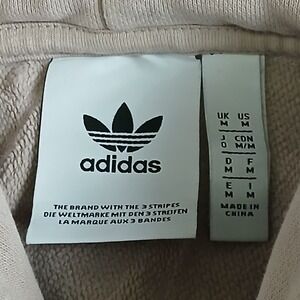 adidas
THE BRAND WITH THE 3 STRIPES
DIE WELTMARKE MIT DEN 3 STREIFEN
LA MARQUE AUX 3 BANDES
UK US
M M
J CDN
O M/M
D F
M M
E I
M M
MADE IN
CHINA